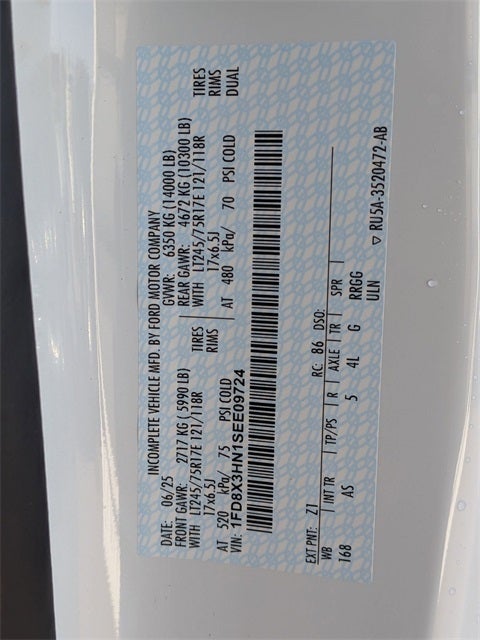 INCOMPLETE VEHICLE MFD. BY FORD MOTOR COMPANY
DATE: 06/25 GVWR: 6350 KG (14000 LB)
FRONT GAWR: 2717 KG ( 5990 LB) REAR GAWR: 4672 KG (10300 LB)
WITH LT245/75R17E 121/118R TIRES WITH LT245/75R17E 121/118R TIRES
17x6.5J RIMS 17x6.5J RIMS
AT 520 kPa/ 75 PSI COLD AT 480 kPa/ 70 PSI COLD DUAL
VIN: 1FD8X3HN1SEE09724
EXT PNT: Z1 RC: 86 DSO:
WB INT TR TP/PS R AXLE TR SPR
168 AS 5 4L G RRGG
ULN
▽ RU5A-3520472-AB